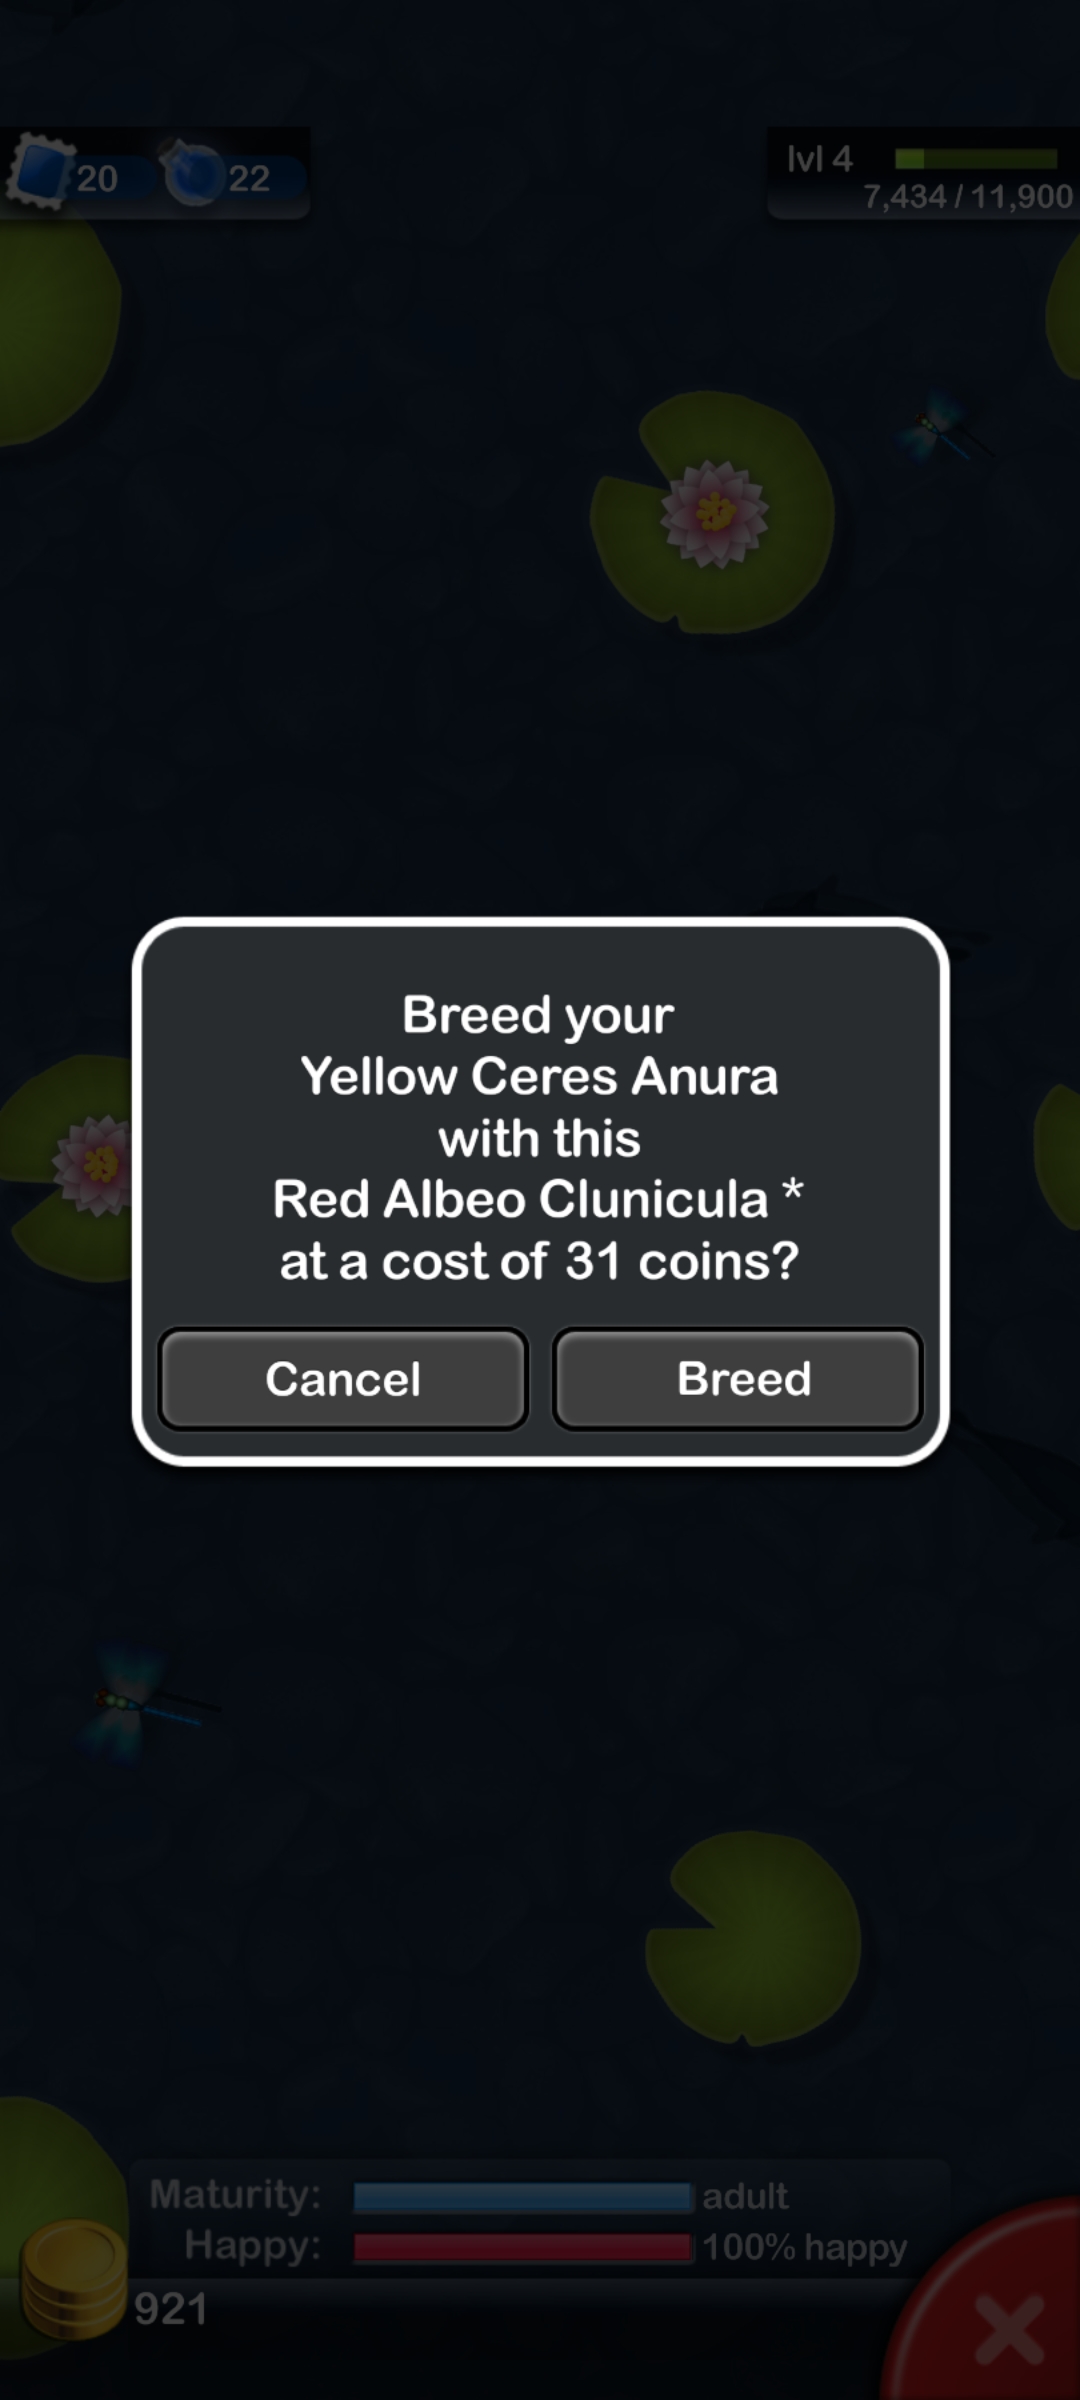 20
22
lvl 4
7,434 / 11,900
Breed your
Yellow Ceres Anura
with this
Red Albeo Clunicula *
at a cost of 31 coins?
Cancel
Breed
Maturity: adult
Happy: 100% happy
921